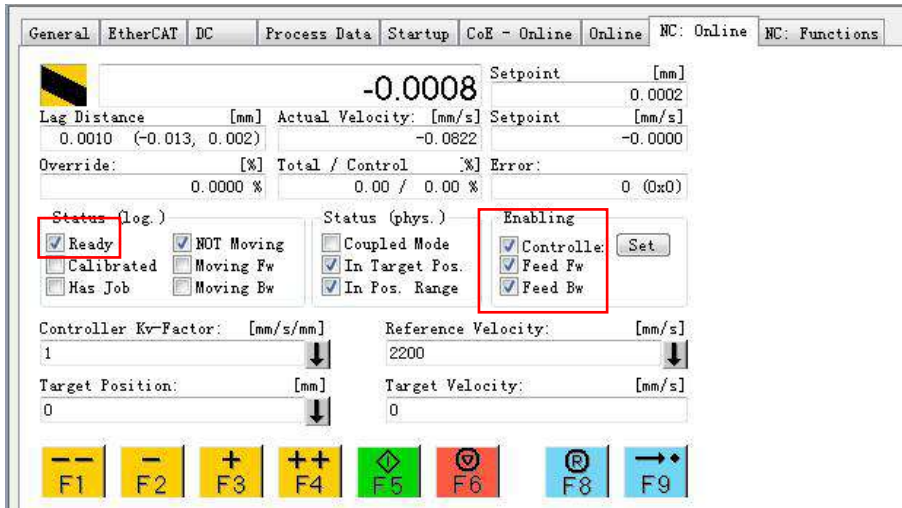 General EtherCAT DC Process Data Startup CoE - Online Online NC: Online NC: Functions
-0.0008 Setpoint [mm]
0.0002
Lag Distance [mm] Actual Velocity: [mm/s] Setpoint [mm/s]
0.0010 (-0.013, 0.002) -0.0822 -0.0000
Override: [%] Total / Control [%] Error:
0.0000 % 0.00 / 0.00 % 0 (0x0)
Status (log.) Status (phys.) Enabling
Ready NOT Moving Coupled Mode Controlle Set
Calibrated Moving Fw In Target Pos. Feed Fw
Has Job Moving Bw In Pos. Range Feed Bw
Controller Kv-Factor: [mm/s/mm] Reference Velocity: [mm/s]
1 2200
Target Position: [mm] Target Velocity: [mm/s]
0 0
-- - + ++ R
F1 F2 F3 F4 F5 F6 F8 F9